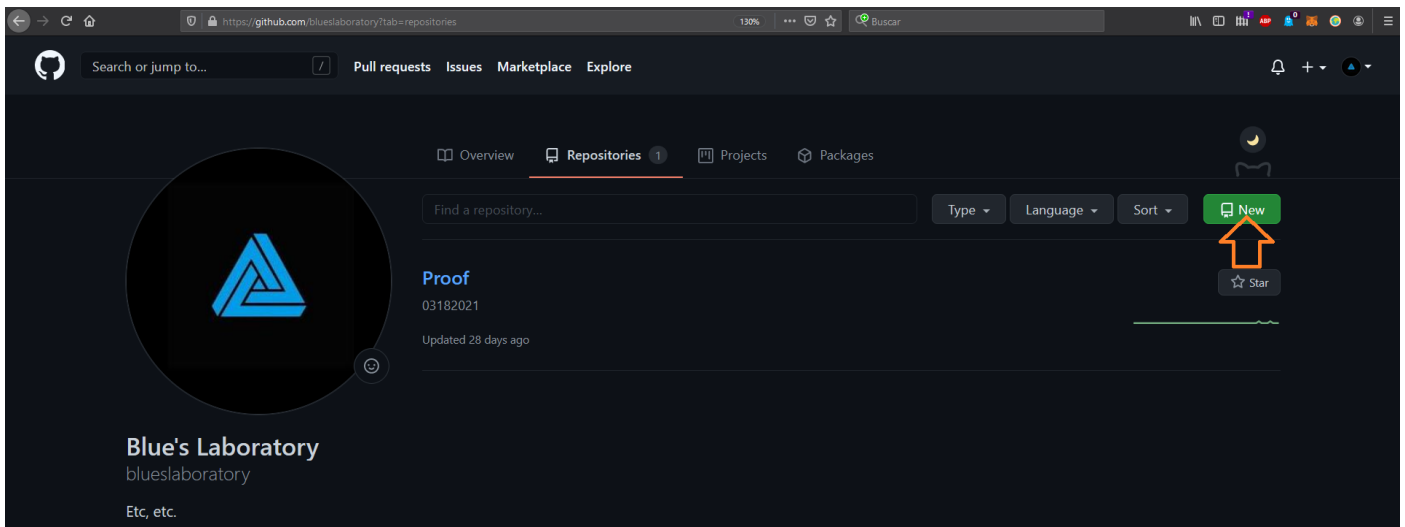 https://github.com/blueslaboratory?tab=repositories
130%
Buscar
ABP
0
Search or jump to...
/
Pull requests Issues Marketplace Explore
Overview Repositories 1 Projects Packages
Find a repository...
Type Language Sort New
Proof
Star
03182021
Updated 28 days ago
Blue's Laboratory
blueslaboratory
Etc, etc.